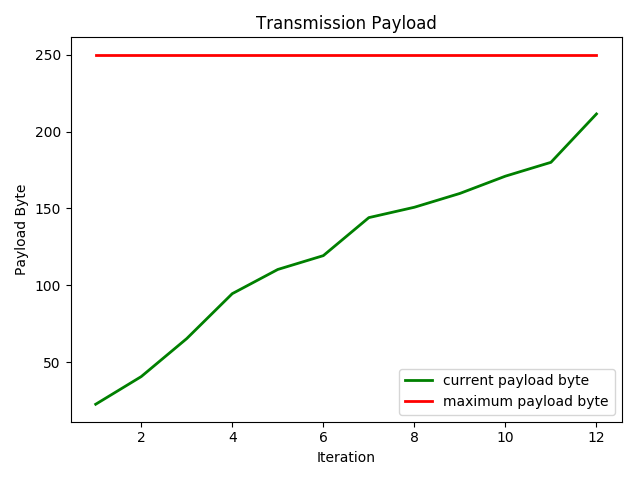 Transmission Payload
250
200
150
100
50
Payload Byte
current payload byte
maximum payload byte
2 4 6 8 10 12
Iteration